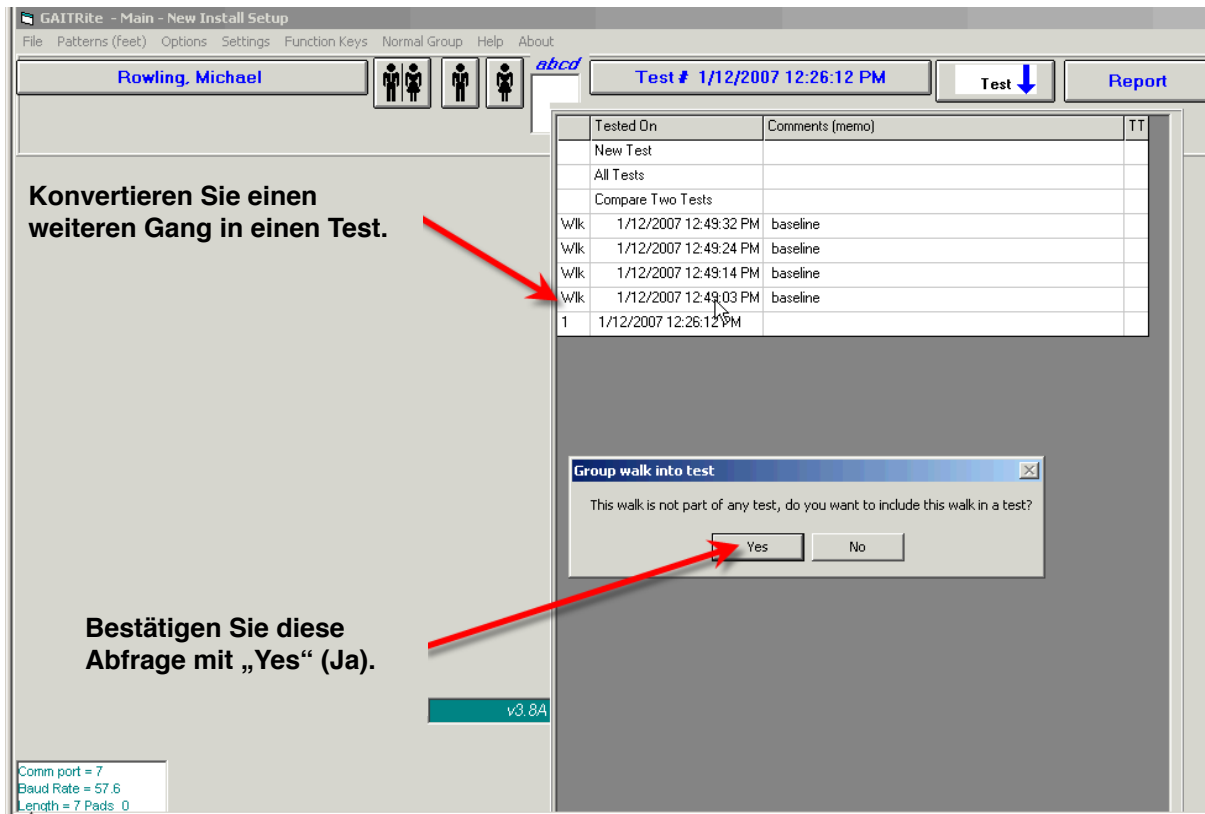 GAITRite - Main - New Install Setup
File Patterns (feet) Options Settings Function Keys Normal Group Help About
Rowling, Michael
abcd
Test # 1/12/2007 12:26:12 PM
Test
Report
Tested On Comments (memo) TT
New Test
All Tests
Compare Two Tests
Wlk 1/12/2007 12:49:32 PM baseline
Wlk 1/12/2007 12:49:24 PM baseline
Wlk 1/12/2007 12:49:14 PM baseline
Wlk 1/12/2007 12:49:03 PM baseline
1 1/12/2007 12:26:12 PM
Konvertieren Sie einen
weiteren Gang in einen Test.
Group walk into test
This walk is not part of any test, do you want to include this walk in a test?
Yes No
Bestätigen Sie diese
Abfrage mit „Yes“ (Ja).
v3.8A
Comm port = 7
Baud Rate = 57.6
Length = 7 Pads 0